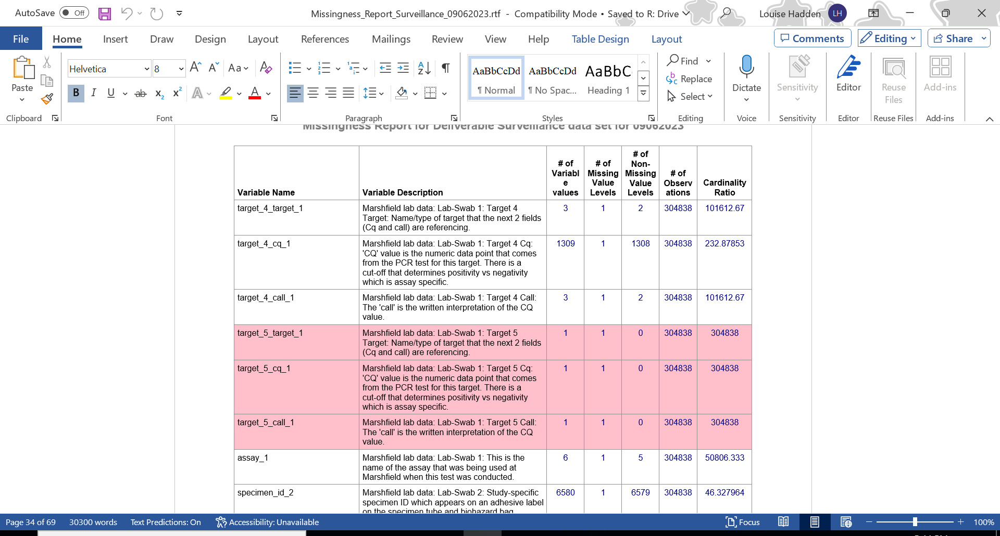 AutoSave Off Missingness_Report_Surveillance_09062023.rtf - Compatibility Mode • Saved to R: Drive Louise Hadden LH
File Home Insert Draw Design Layout References Mailings Review View Help Table Design Layout Comments Editing Share
Paste Helvetica 8 A A Aa A A Z ¶ AaBbCcDd AaBbCcDd AaBbC Find Replace Select Dictate Sensitivity Editor Reuse Files Add-ins
B I U ab x2 x2 A A ¶ Normal ¶ No Spac... Heading 1
Clipboard Font Paragraph Styles Editing Voice Sensitivity Editor Reuse Files Add-ins
Missingness Report for Deliverable Surveillance data set for 09062023
Variable Name Variable Description # of Variable values # of Missing Value Levels # of Non-Missing Value Levels # of Observations Cardinality Ratio
target_4_target_1 Marshfield lab data: Lab-Swab 1: Target 4 3 1 2 304838 101612.67
Target: Name/type of target that the next 2 fields
(Cq and call) are referencing.
target_4_cq_1 Marshfield lab data: Lab-Swab 1: Target 4 Cq: 1309 1 1308 304838 232.87853
'CQ' value is the numeric data point that comes
from the PCR test for this target. There is a
cut-off that determines positivity vs negativity
which is assay specific.
target_4_call_1 Marshfield lab data: Lab-Swab 1: Target 4 Call: 3 1 2 304838 101612.67
The 'call' is the written interpretation of the CQ
value.
target_5_target_1 Marshfield lab data: Lab-Swab 1: Target 5 1 1 0 304838 304838
Target: Name/type of target that the next 2 fields
(Cq and call) are referencing.
target_5_cq_1 Marshfield lab data: Lab-Swab 1: Target 5 Cq: 1 1 0 304838 304838
'CQ' value is the numeric data point that comes
from the PCR test for this target. There is a
cut-off that determines positivity vs negativity
which is assay specific.
target_5_call_1 Marshfield lab data: Lab-Swab 1: Target 5 Call: 1 1 0 304838 304838
The 'call' is the written interpretation of the CQ
value.
assay_1 Marshfield lab data: Lab-Swab 1: This is the 6 1 5 304838 50806.333
name of the assay that was being used at
Marshfield when this test was conducted.
specimen_id_2 Marshfield lab data: Lab-Swab 2: Study-specific 6580 1 6579 304838 46.327964
specimen ID which appears on an adhesive label
on the specimen tube and biohazard bag
Page 34 of 69 30300 words Text Predictions: On Accessibility: Unavailable Focus 100%